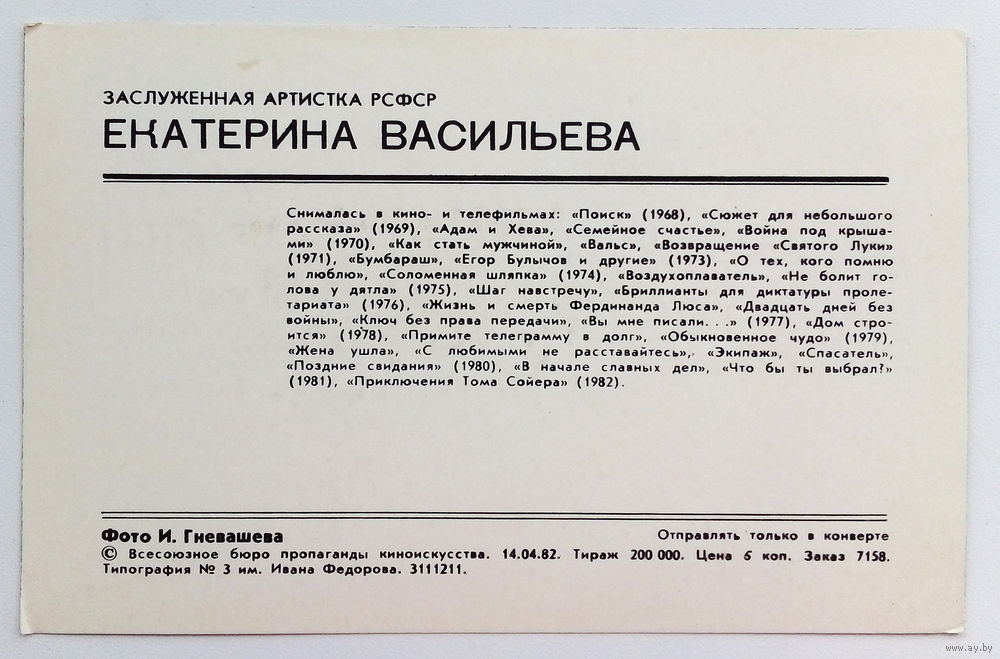 ЗАСЛУЖЕННАЯ АРТИСТКА РСФСР
ЕКАТЕРИНА ВАСИЛЬЕВА
Снималась в кино- и телефильмах: «Поиск» (1968), «Сюжет для небольшого
рассказа» (1969), «Адам и Хева», «Семейное счастье», «Война под крыша-
ми» (1970), «Как стать мужчиной», «Вальс», «Возвращение «Святого Луки»
(1971), «Бумбараш», «Егор Булычов и другие» (1973), «О тех, кого помню
и люблю», «Соломенная шляпка» (1974), «Воздухоплаватель», «Не болит го-
лова у дятла» (1975), «Шаг навстречу», «Бриллианты для диктатуры проле-
тариата» (1976), «Жизнь и смерть Фердинанда Люса», «Двадцать дней без
войны», «Ключ без права передачи», «Вы мне писали. . .» (1977), «Дом стро-
ится» (1978), «Примите телеграмму в долг», «Обыкновенное чудо» (1979),
«Жена ушла», «С любимыми не расставайтесь», «Экипаж», «Спасатель»,
«Поздние свидания» (1980), «В начале славных дел», «Что бы ты выбрал?»
(1981), «Приключения Тома Сойера» (1982).
Фото И. Гневашева
Отправлять только в конверте
© Всесоюзное бюро пропаганды киноискусства. 14.04.82. Тираж 200 000. Цена 6 коп. Заказ 7158.
Типография № 3 им. Ивана Федорова. 3111211.
www.ay.by